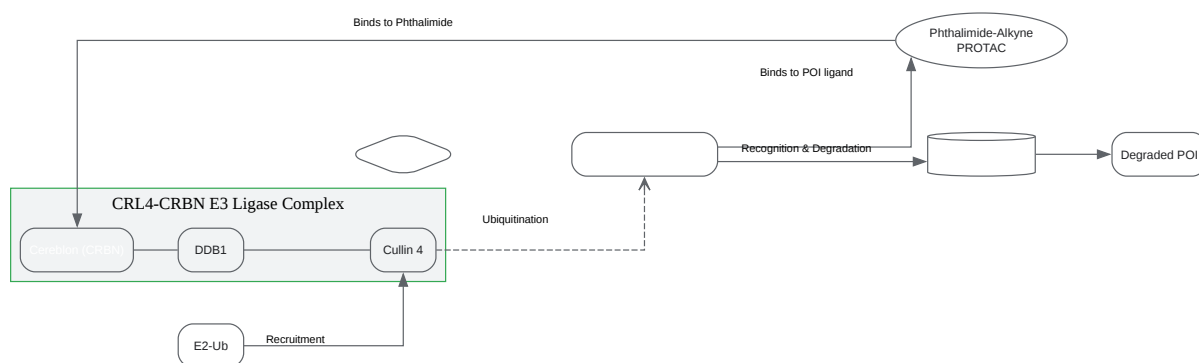 Binds to Phthalimide
Phthalimide-Alkyne
PROTAC
Binds to POI ligand
Recognition & Degradation
Degraded POI
CRL4-CRBN E3 Ligase Complex
Ubiquitination
Cereblon (CRBN)
DDB1
Cullin 4
E2-Ub
Recruitment